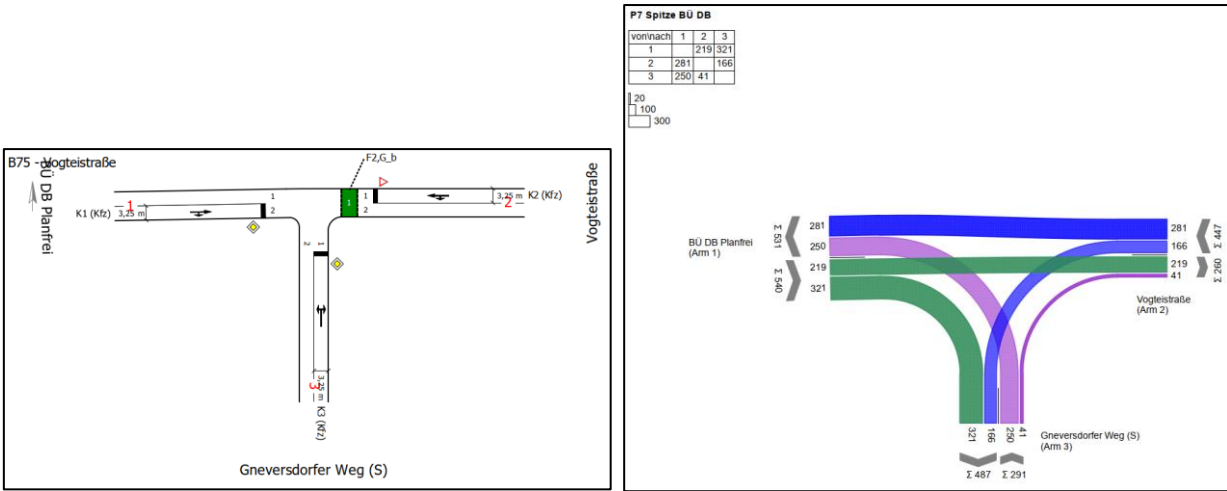 B75 - Vogteistraße
BÜ DB Planfrei
F2,G_b
Vogteistraße
1
3,25 m
K1 (Kfz)
1
2
1
1
2
3,25 m
2
K2 (Kfz)
1
2
3,25 m
3
K3 (Kfz)
Gneversdorfer Weg (S)
P7 Spitze BÜ DB
von\nach 1 2 3
1 219 321
2 281 166
3 250 41
20
100
300
BÜ DB Planfrei
(Arm 1)
Σ 531
Σ 540
281
250
219
321
281
166
219
41
Σ 447
Σ 260
Vogteistraße
(Arm 2)
321
166
250
41
Σ 487
Σ 291
Gneversdorfer Weg (S)
(Arm 3)